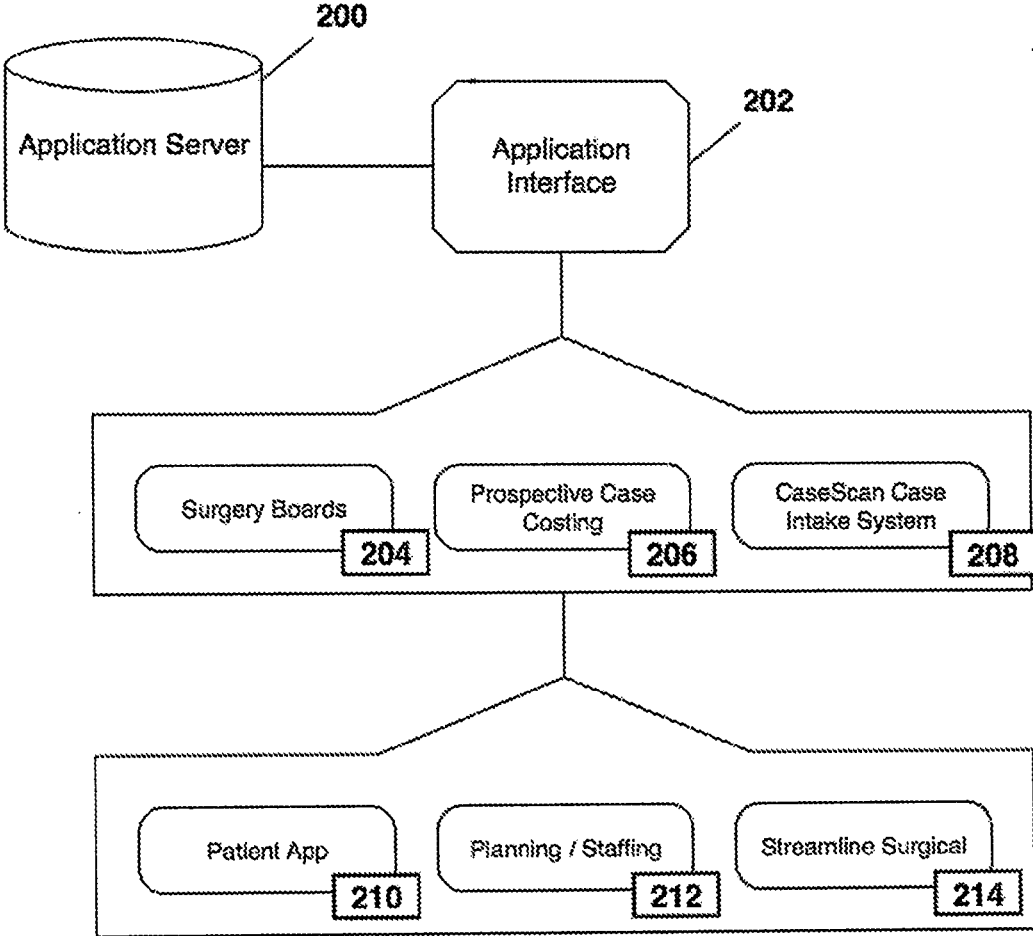 200
Application Server
202
Application
Interface
Surgery Boards
204
Prospective Case
Costing
206
CaseScan Case
Intake System
208
Patient App
210
Planning / Staffing
212
Streamline Surgical
214